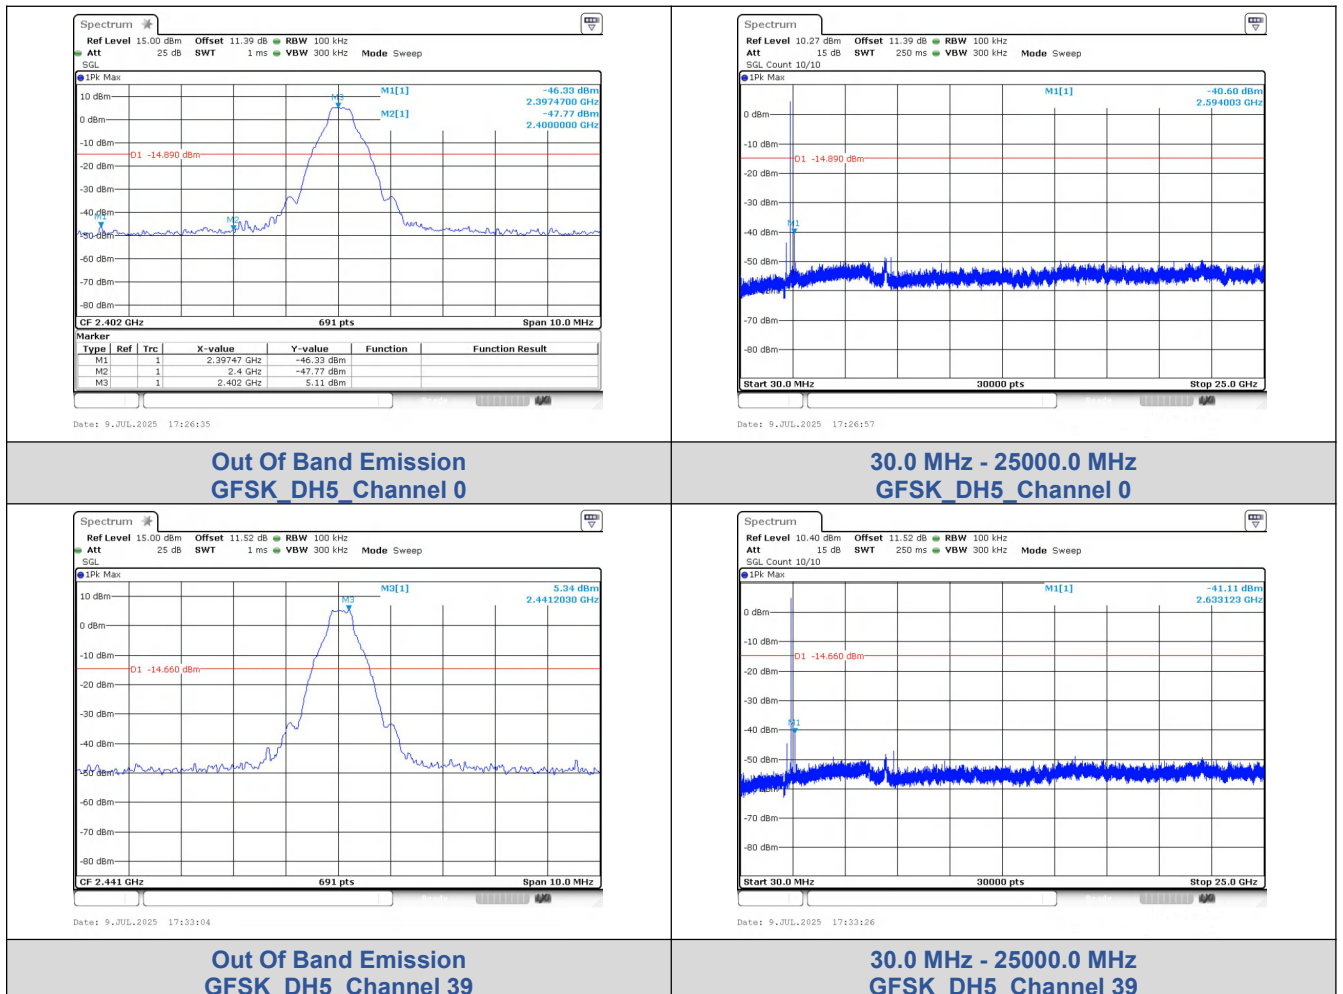 Spectrum
Ref Level 15.00 dBm Offset 11.39 dB RBW 100 kHz
Att 25 dB SWT 1 ms VBW 300 kHz Mode Sweep
SGL
1Pk Max
M1[1] -46.33 dBm
2.3974700 GHz
M2[1] -47.77 dBm
2.4000000 GHz
M3
10 dBm
0 dBm
-10 dBm
D1 -14.890 dBm
-20 dBm
-30 dBm
-40 dBm
M1
M2
-50 dBm
-60 dBm
-70 dBm
-80 dBm
CF 2.402 GHz 691 pts Span 10.0 MHz
Marker
Type Ref Trc X-value Y-value Function Function Result
M1 1 2.39747 GHz -46.33 dBm
M2 1 2.4 GHz -47.77 dBm
M3 1 2.402 GHz 5.11 dBm
Date: 9.JUL.2025 17:26:35
Out Of Band Emission
GFSK_DH5_Channel 0
Spectrum
Ref Level 10.27 dBm Offset 11.39 dB RBW 100 kHz
Att 15 dB SWT 250 ms VBW 300 kHz Mode Sweep
SGL Count 10/10
1Pk Max
M1[1] -40.60 dBm
2.594003 GHz
0 dBm
-10 dBm
D1 -14.890 dBm
-20 dBm
-30 dBm
M1
-40 dBm
-50 dBm
-70 dBm
-80 dBm
Start 30.0 MHz 30000 pts Stop 25.0 GHz
Date: 9.JUL.2025 17:26:57
30.0 MHz - 25000.0 MHz
GFSK_DH5_Channel 0
Spectrum
Ref Level 15.00 dBm Offset 11.52 dB RBW 100 kHz
Att 25 dB SWT 1 ms VBW 300 kHz Mode Sweep
SGL
1Pk Max
M3[1] 5.34 dBm
2.4412030 GHz
M3
10 dBm
0 dBm
-10 dBm
D1 -14.660 dBm
-20 dBm
-30 dBm
-40 dBm
-50 dBm
-60 dBm
-70 dBm
-80 dBm
CF 2.441 GHz 691 pts Span 10.0 MHz
Date: 9.JUL.2025 17:33:04
Out Of Band Emission
GFSK_DH5_Channel 39
Spectrum
Ref Level 10.40 dBm Offset 11.52 dB RBW 100 kHz
Att 15 dB SWT 250 ms VBW 300 kHz Mode Sweep
SGL Count 10/10
1Pk Max
M1[1] -41.11 dBm
2.633123 GHz
0 dBm
-10 dBm
D1 -14.660 dBm
-20 dBm
-30 dBm
M1
-40 dBm
-50 dBm
-70 dBm
-80 dBm
Start 30.0 MHz 30000 pts Stop 25.0 GHz
Date: 9.JUL.2025 17:33:26
30.0 MHz - 25000.0 MHz
GFSK_DH5_Channel 39